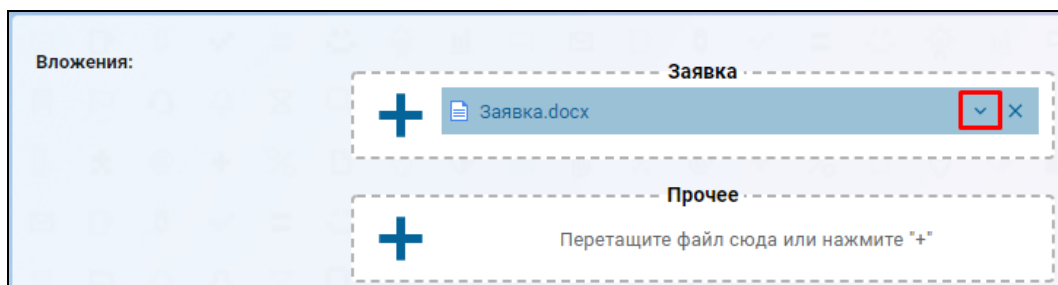 Вложения:
Заявка
Заявка.docx
Прочее
Перетащите файл сюда или нажмите "+"